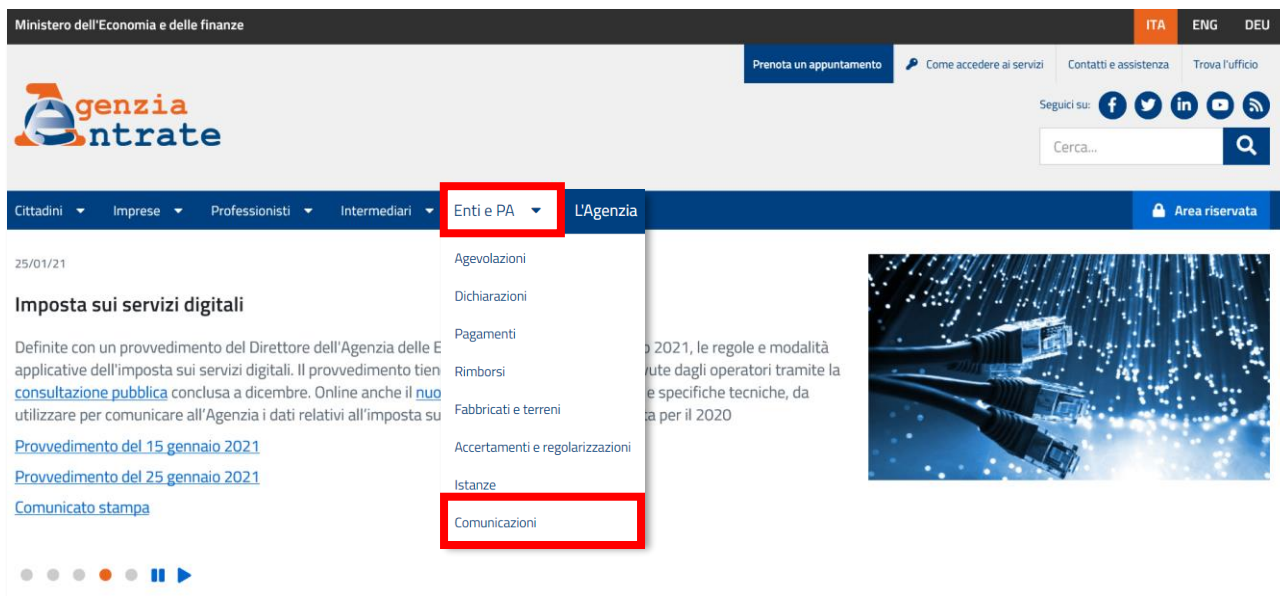 Ministero dell'Economia e delle finanze
ITA ENG DEU
Prenota un appuntamento Come accedere ai servizi Contatti e assistenza Trova l'ufficio
Agenzia
Entrate
Seguici su:
Cerca...
Cittadini Imprese Professionisti Intermediari Enti e PA L'Agenzia Area riservata
25/01/21
Imposta sui servizi digitali
Definite con un provvedimento del Direttore dell'Agenzia delle E
2021, le regole e modalità
applicative dell'imposta sui servizi digitali. Il provvedimento tien
vute dagli operatori tramite la
consultazione pubblica conclusa a dicembre. Online anche il nuo
e specifiche tecniche, da
utilizzare per comunicare all'Agenzia i dati relativi all'imposta su
ta per il 2020
Provvedimento del 15 gennaio 2021
Provvedimento del 25 gennaio 2021
Comunicato stampa
Agevolazioni
Dichiarazioni
Pagamenti
Rimborsi
Fabbricati e terreni
Accertamenti e regolarizzazioni
Istanze
Comunicazioni